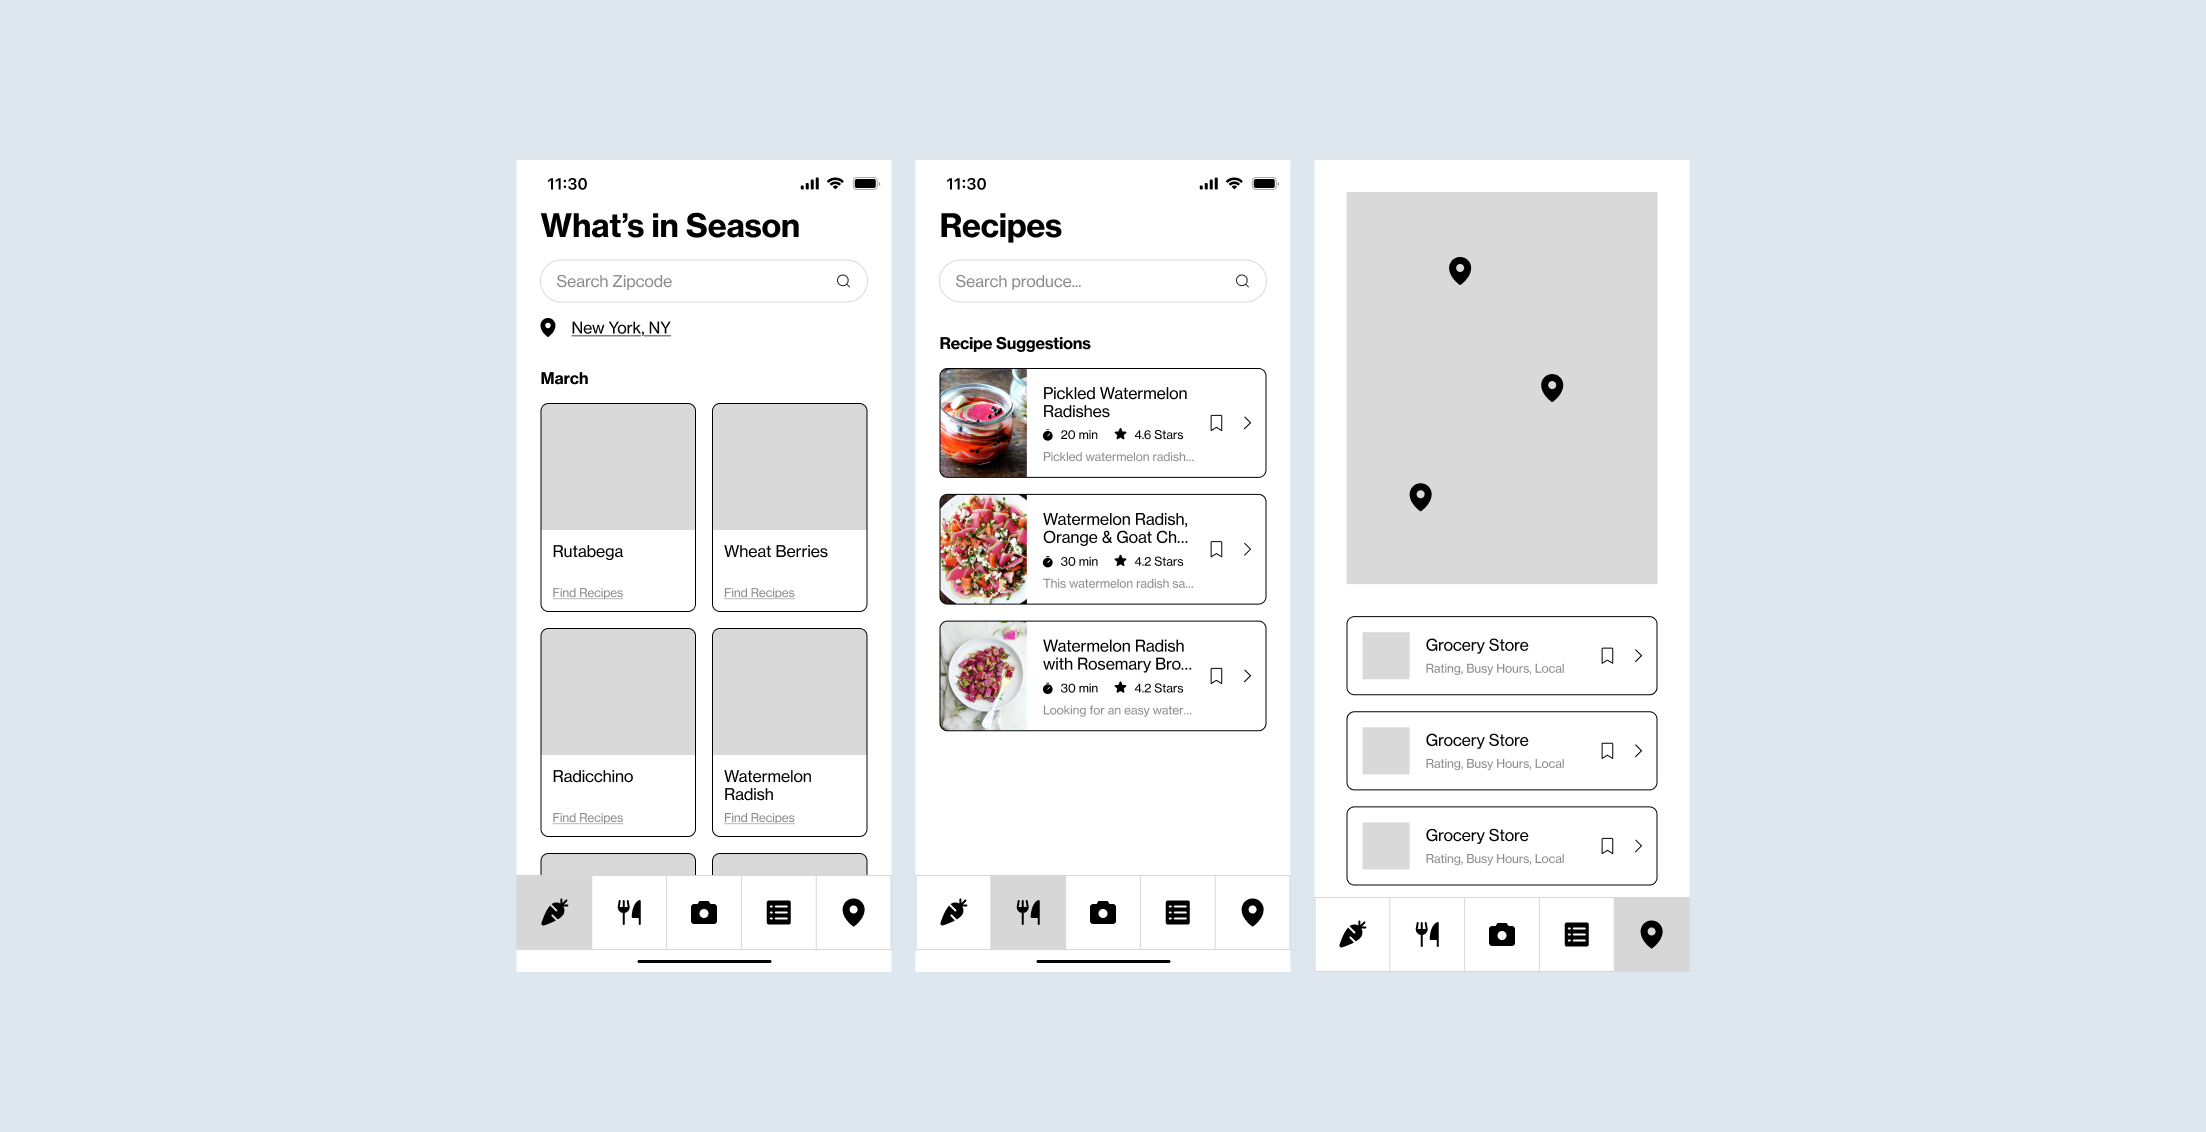 11:30
What’s in Season
Search Zipcode
New York, NY
March
Rutabega
Find Recipes
Wheat Berries
Find Recipes
Radicchino
Find Recipes
Watermelon
Radish
Find Recipes
11:30
Recipes
Search produce...
Recipe Suggestions
Pickled Watermelon
Radishes
20 min 4.6 Stars
Pickled watermelon radish...
Watermelon Radish,
Orange & Goat Ch...
30 min 4.2 Stars
This watermelon radish sa...
Watermelon Radish
with Rosemary Bro...
30 min 4.2 Stars
Looking for an easy water...
Grocery Store
Rating, Busy Hours, Local
Grocery Store
Rating, Busy Hours, Local
Grocery Store
Rating, Busy Hours, Local